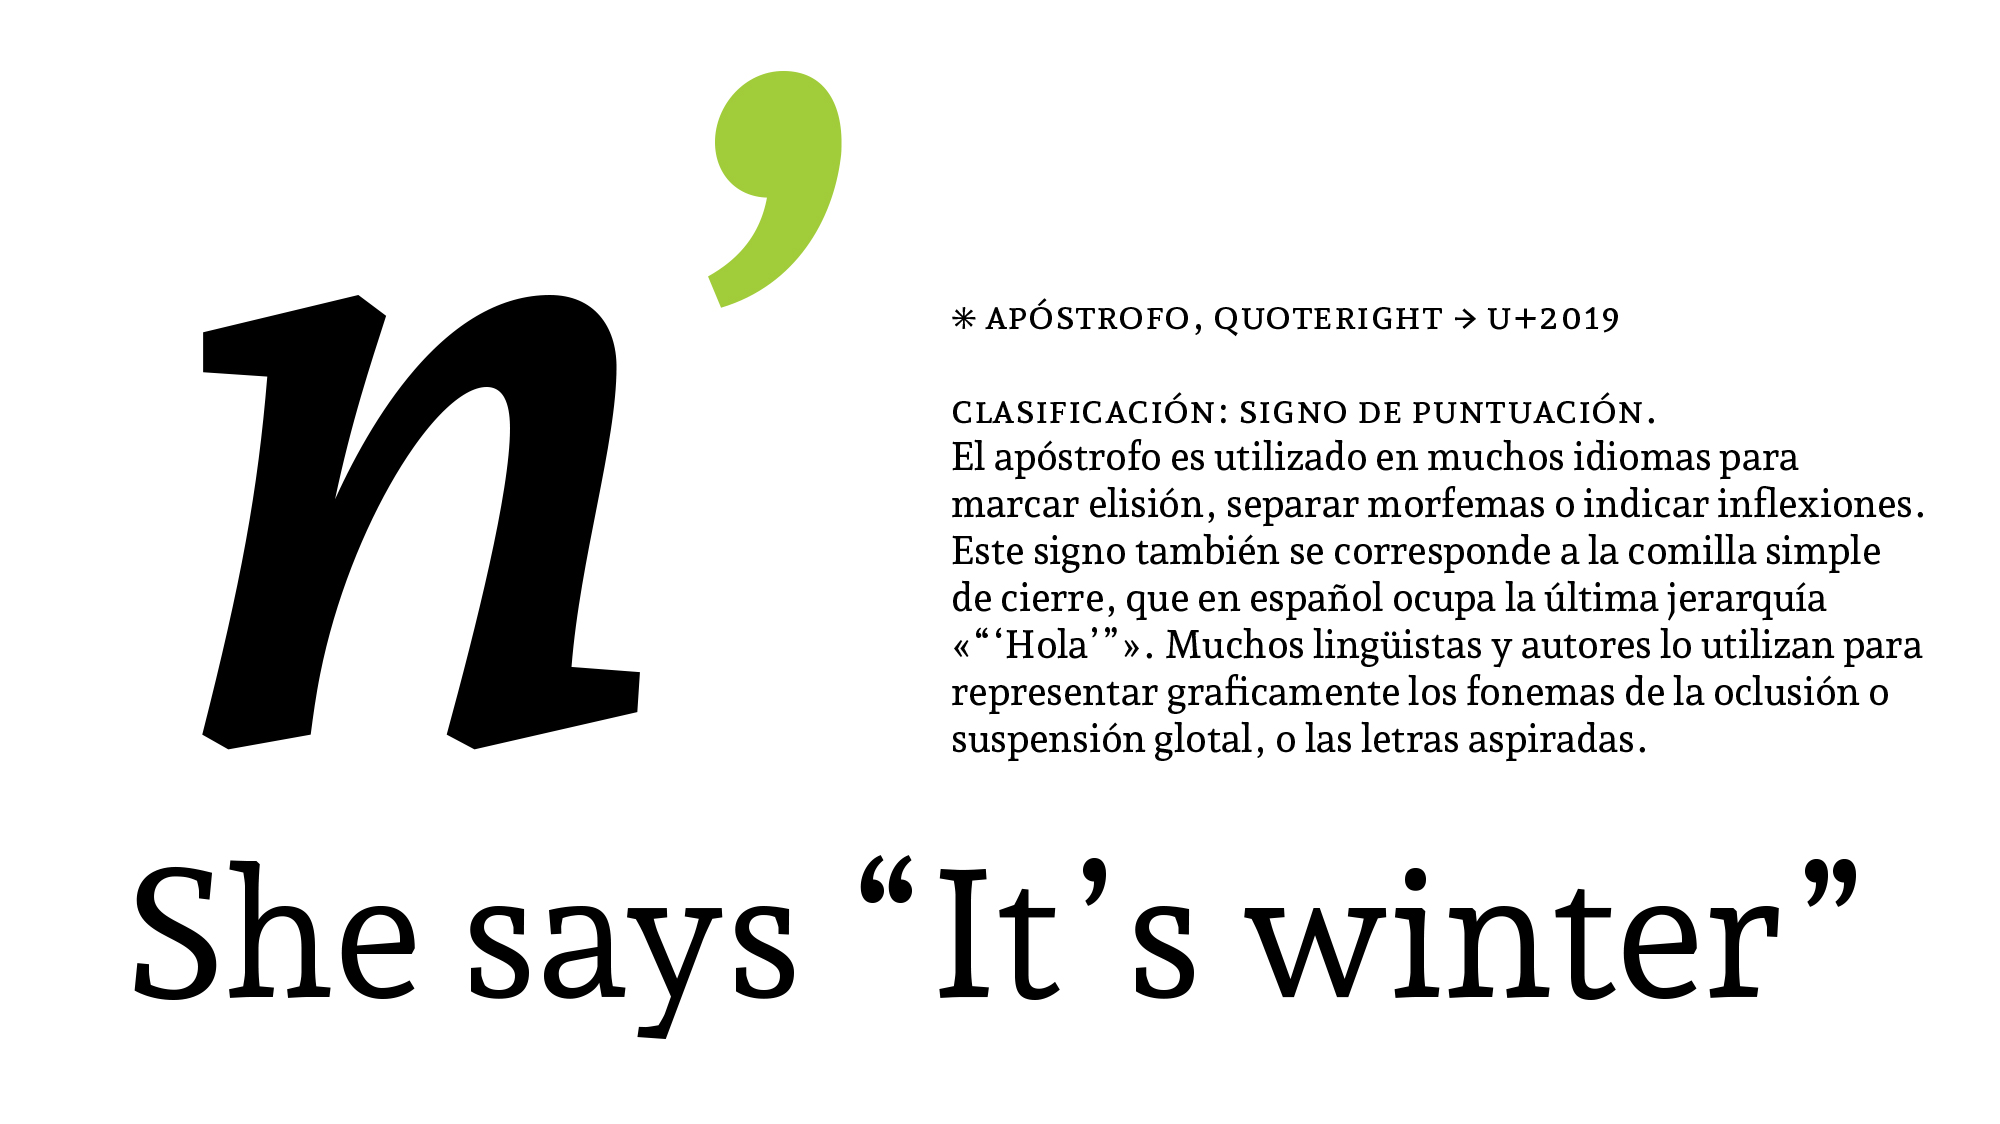 n’
✳ APÓSTROFO, QUOTERIGHT → U+2019
CLASIFICACIÓN: SIGNO DE PUNTUACIÓN.
El apóstrofo es utilizado en muchos idiomas para
marcar elisión, separar morfemas o indicar inflexiones.
Este signo también se corresponde a la comilla simple
de cierre, que en español ocupa la última jerarquía
«“‘Hola’”». Muchos lingüistas y autores lo utilizan para
representar graficamente los fonemas de la oclusión o
suspensión glotal, o las letras aspiradas.
She says “It’s winter”